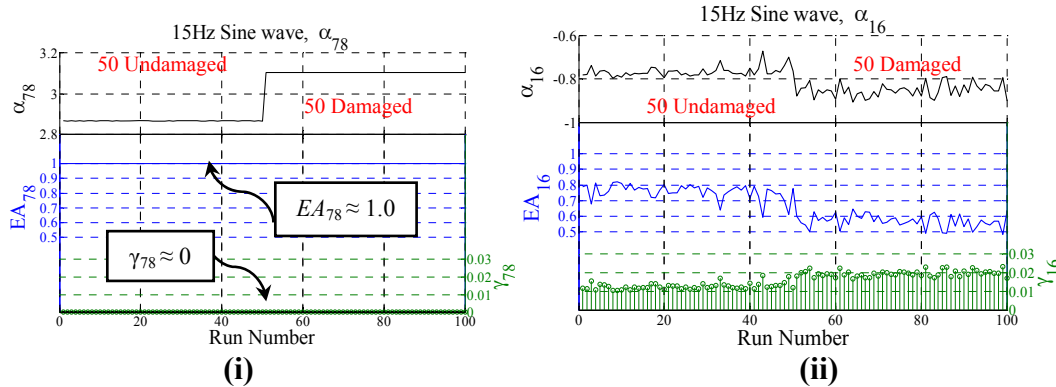 15Hz Sine wave, α78
3.2
3
2.8
α78
50 Undamaged
50 Damaged
1
0.9
0.8
0.7
0.6
0.5
EA78
EA78 ≈ 1.0
γ78 ≈ 0
0.03
0.02
0.01
0
γ78
0 20 40 60 80 100
Run Number
(i)
15Hz Sine wave, α16
-0.6
-0.8
-1
α16
50 Undamaged
50 Damaged
1
0.9
0.8
0.7
0.6
0.5
EA16
0.03
0.02
0.01
0
γ16
0 20 40 60 80 100
Run Number
(ii)